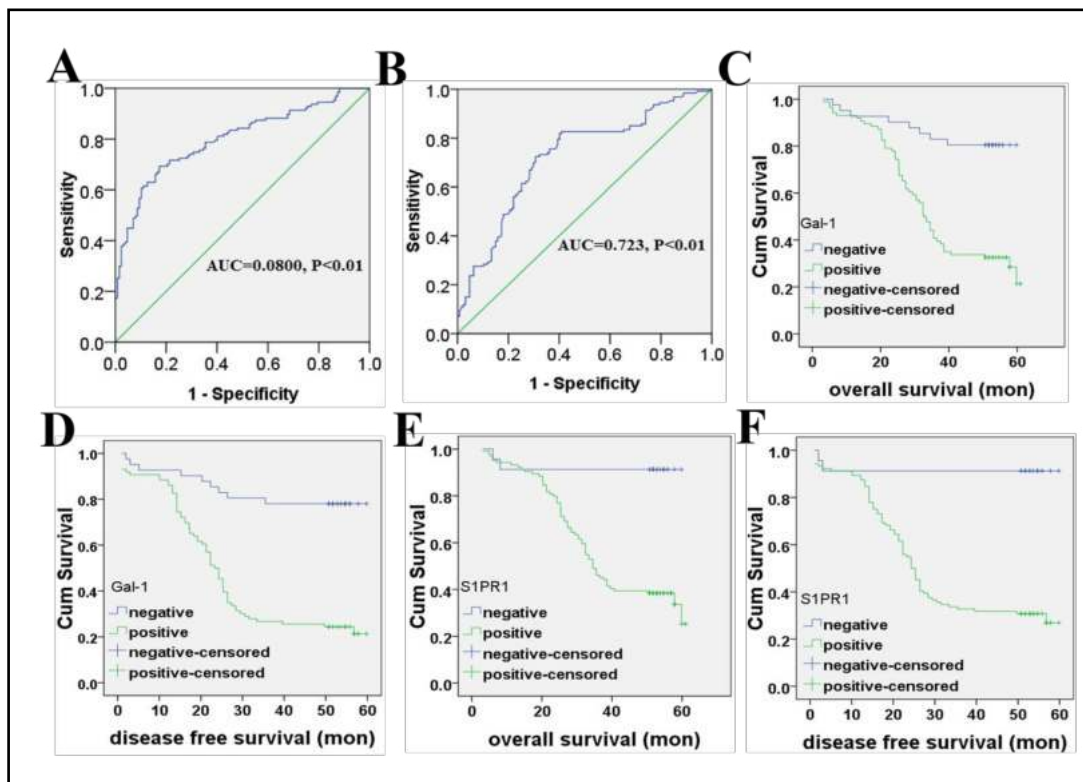 A
1.0
0.8
0.6
0.4
0.2
0.0
Sensitivity
AUC=0.0800, P<0.01
0.0 0.2 0.4 0.6 0.8 1.0
1 - Specificity
B
1.0
0.8
0.6
0.4
0.2
0.0
Sensitivity
AUC=0.723, P<0.01
0.0 0.2 0.4 0.6 0.8 1.0
1 - Specificity
C
1.0
0.8
0.6
0.4
0.2
0.0
Cum Survival
Gal-1
negative
positive
negative-censored
positive-censored
0 20 40 60
overall survival (mon)
D
1.0
0.8
0.6
0.4
0.2
0.0
Cum Survival
Gal-1
negative
positive
negative-censored
positive-censored
0 10 20 30 40 50 60
disease free survival (mon)
E
1.0
0.8
0.6
0.4
0.2
0.0
Cum Survival
S1PR1
negative
positive
negative-censored
positive-censored
0 20 40 60
overall survival (mon)
F
1.0
0.8
0.6
0.4
0.2
0.0
Cum Survival
S1PR1
negative
positive
negative-censored
positive-censored
0 10 20 30 40 50 60
disease free survival (mon)